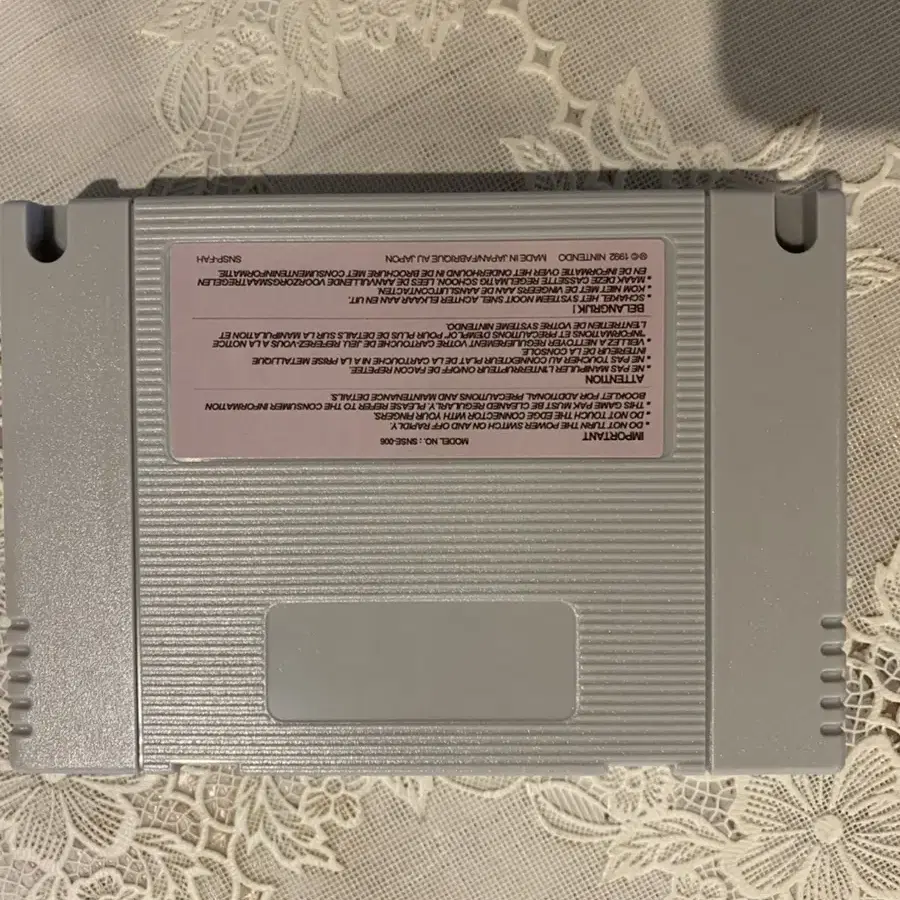 IMPORTANT MODEL NO.: SNSE-006
• DO NOT TURN THE POWER SWITCH OFF AND ON RAPIDLY.
• DO NOT TOUCH THE EDGE CONNECTOR WITH YOUR FINGERS.
• THIS GAME PAK MUST BE CLEANED REGULARLY. PLEASE REFER TO THE CONSUMER INFORMATION
BOOKLET FOR ADDITIONAL PRECAUTIONS AND MAINTENANCE DETAILS.
ATTENTION
• NE PAS MANIPULER L'INTERRUPTEUR ON/OFF DE FACON REPETEE.
• NE PAS TOUCHER AU CONNECTEUR PLAT DE LA CARTOUCHE NI A LA PRISE METALLIQUE
INTERIEUR DE LA CONSOLE.
• VEILLEZ A NETTOYER REGULIEREMENT VOTRE CARTOUCHE DE JEU. REFEREZ-VOUS A LA NOTICE
"INFORMATIONS ET PRECAUTIONS D'EMPLOI" POUR PLUS DE DETAILS SUR LA MANIPULATION ET
L'ENTRETIEN DE VOTRE SYSTEME NINTENDO.
BELANGRIJK!
• SCHAKEL HET SYSTEEM NOOIT SNEL ACHTER ELKAAR AAN EN UIT.
• KOM NIET MET DE VINGERS AAN DE AANSLUITCONTACTEN.
• MAAK DEZE CASSETTE REGELMATIG SCHOON. LEES DE AANVULLENDE VOORZORGSMAATREGELEN
EN DE INFORMATIE OVER HET ONDERHOUND IN DE BROCHURE MET CONSUMENTENINFORMATIE.
©1992 NINTENDO MADE IN JAPAN/FABRIQUE AU JAPON SNSP-FAH